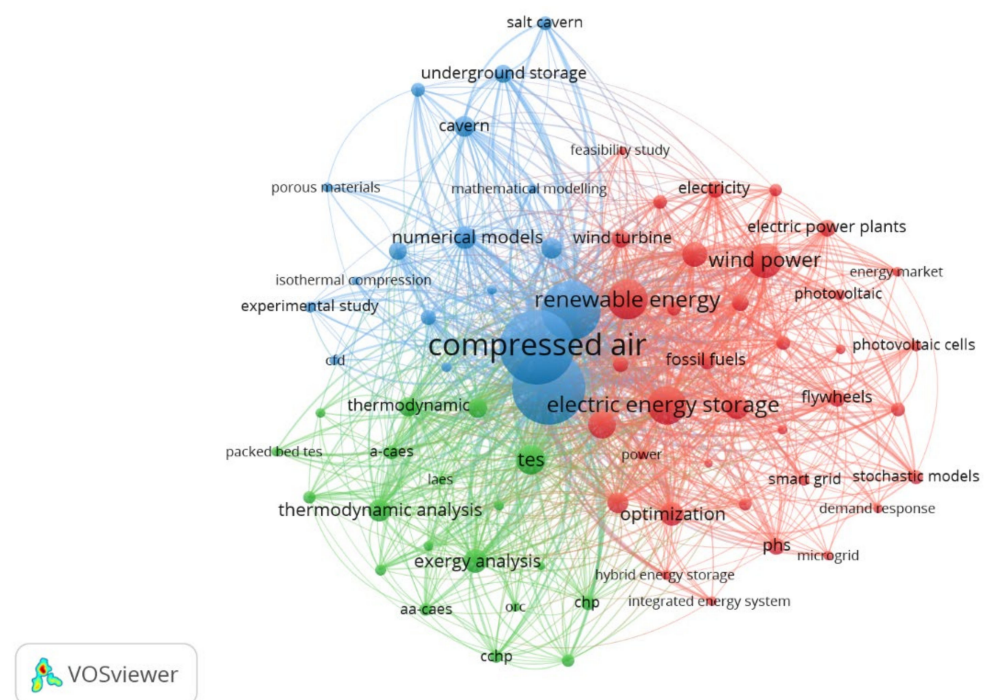 salt cavern
underground storage
cavern
feasibility study
porous materials
mathematical modelling
electricity
electric power plants
numerical models
wind turbine
wind power
energy market
isothermal compression
photovoltaic
experimental study
renewable energy
compressed air
photovoltaic cells
cfd
fossil fuels
flywheels
thermodynamic
electric energy storage
packed bed tes
a-caes
tes
power
laes
smart grid
stochastic models
thermodynamic analysis
optimization
demand response
phs
microgrid
exergy analysis
hybrid energy storage
aa-caes
orc
chp
integrated energy system
cchp
VOSviewer